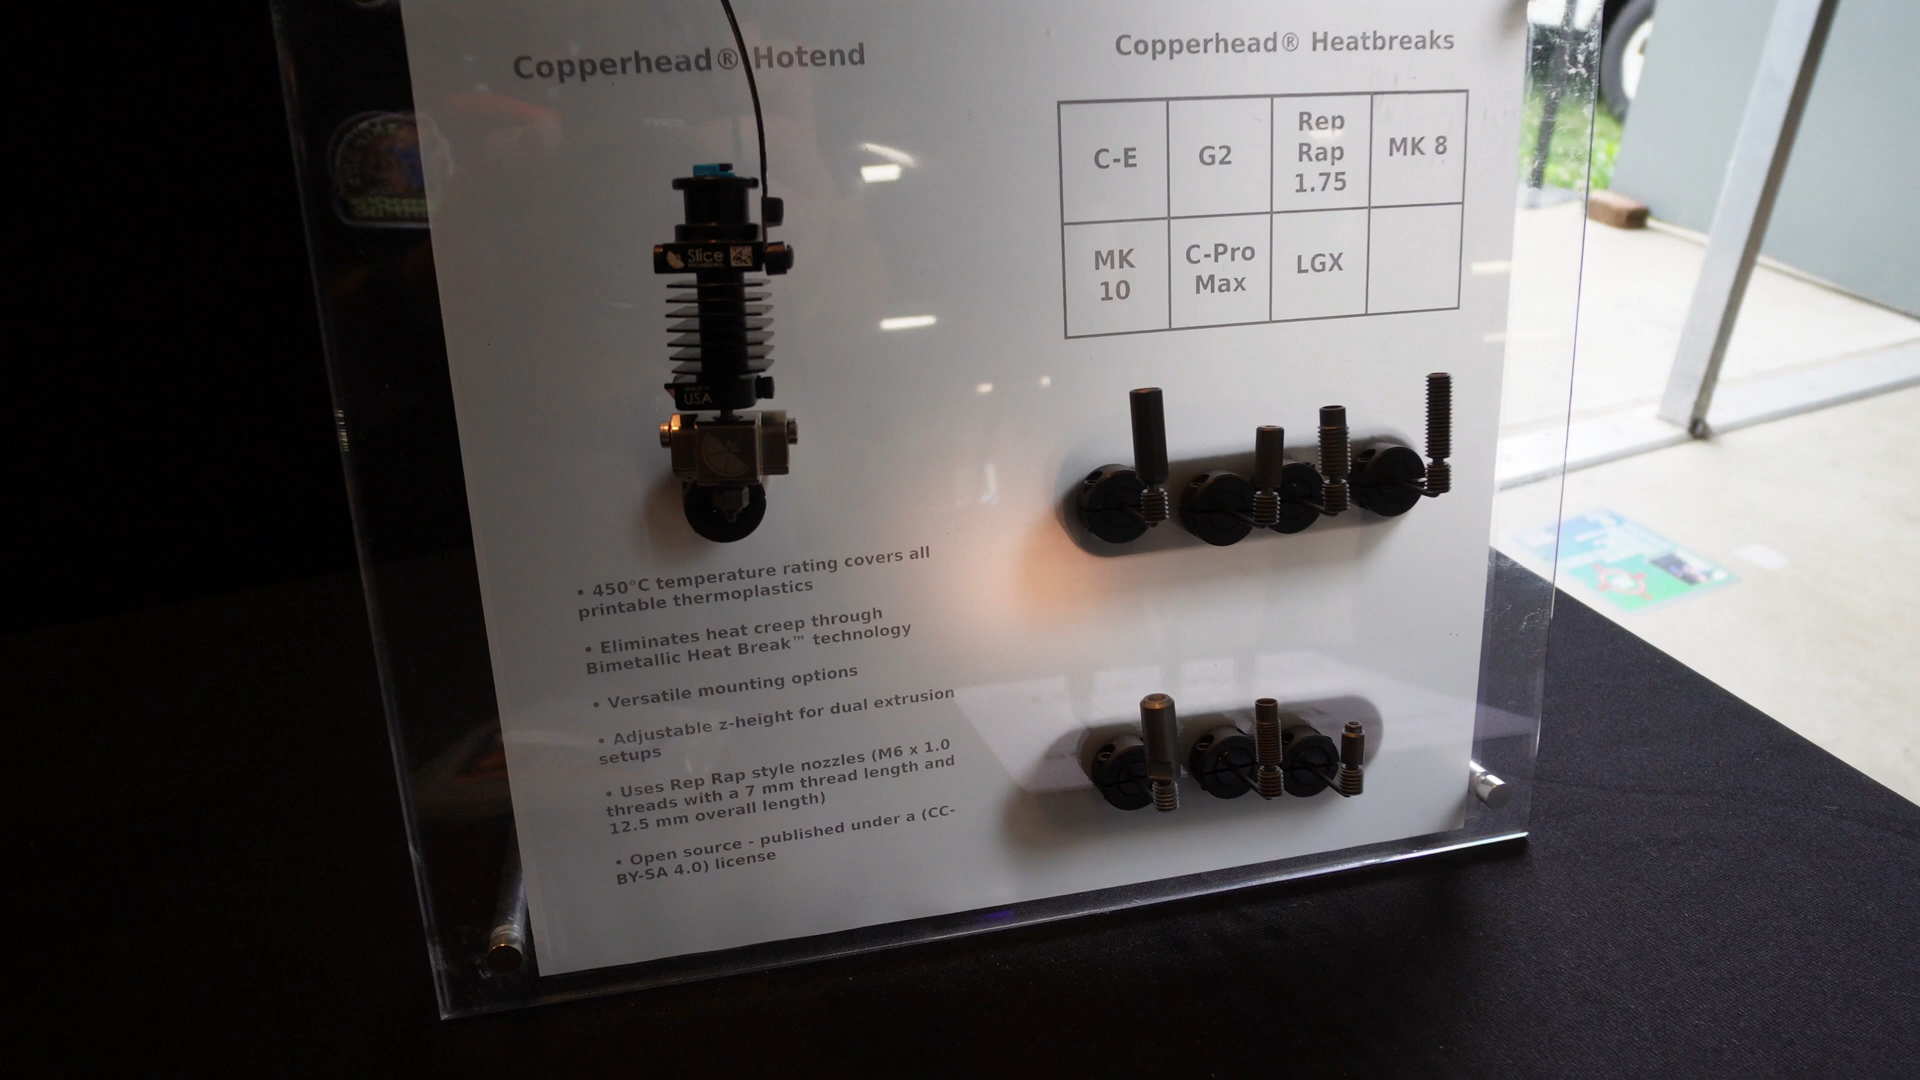 Copperhead® Hotend
Slice
USA
• 450°C temperature rating covers all
printable thermoplastics
• Eliminates heat creep through
Bimetallic Heat Break™ technology
• Versatile mounting options
• Adjustable z-height for dual extrusion
setups
• Uses Rep Rap style nozzles (M6 x 1.0
threads with a 7 mm thread length and
12.5 mm overall length)
• Open source - published under a (CC-
BY-SA 4.0) license
Copperhead® Heatbreaks
C-E
G2
Rep
Rap
1.75
MK 8
MK
10
C-Pro
Max
LGX